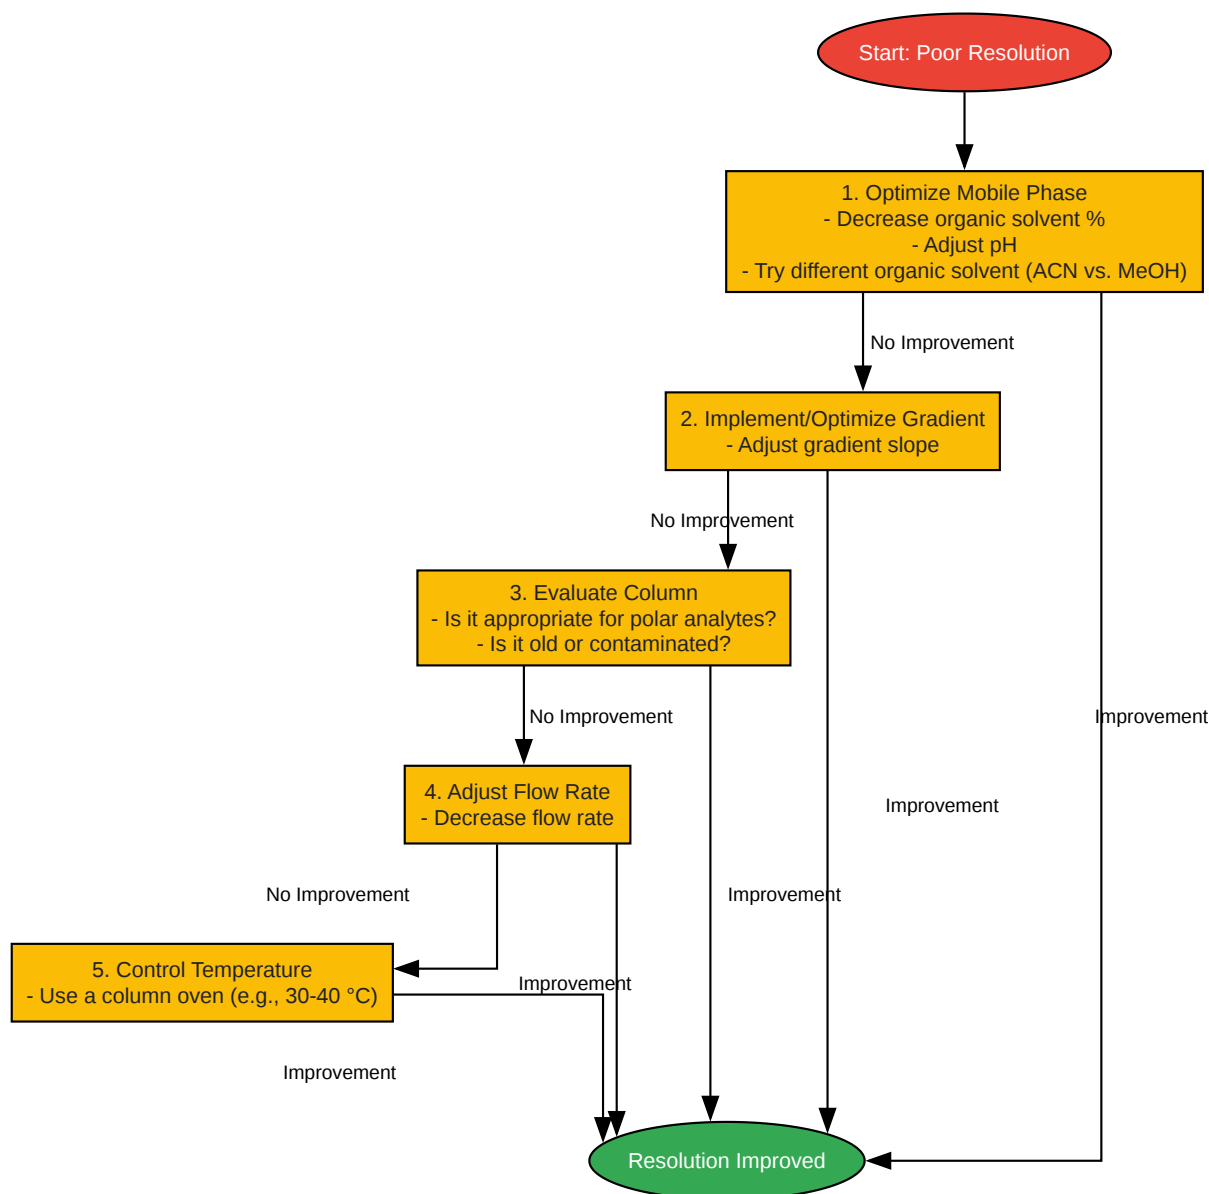 Start: Poor Resolution
1. Optimize Mobile Phase
- Decrease organic solvent %
- Adjust pH
- Try different organic solvent (ACN vs. MeOH)
No Improvement
2. Implement/Optimize Gradient
- Adjust gradient slope
No Improvement
3. Evaluate Column
- Is it appropriate for polar analytes?
- Is it old or contaminated?
No Improvement
Improvement
4. Adjust Flow Rate
- Decrease flow rate
Improvement
No Improvement
Improvement
5. Control Temperature
- Use a column oven (e.g., 30-40 °C)
Improvement
Improvement
Resolution Improved